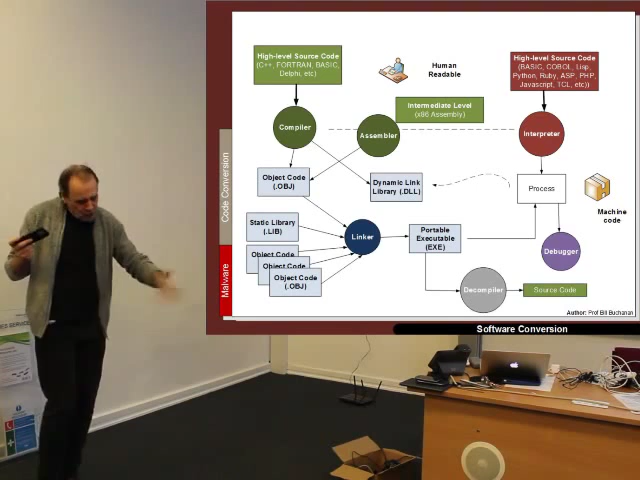 High-level Source Code
(C++, FORTRAN, BASIC,
Delphi, etc)
Human
Readable
High-level Source Code
(BASIC, COBOL, Lisp,
Python, Ruby, ASP, PHP,
Javascript, TCL, etc))
Intermediate Level
(x86 Assembly)
Compiler
Assembler
Interpreter
Code Conversion
Object Code
(.OBJ)
Dynamic Link
Library (.DLL)
Process
Machine
code
Static Library
(.LIB)
Linker
Portable
Executable
(EXE)
Debugger
Object Code
Object Code
Object Code
(.OBJ)
Malware
Decompiler
Source Code
Author: Prof Bill Buchanan
Software Conversion